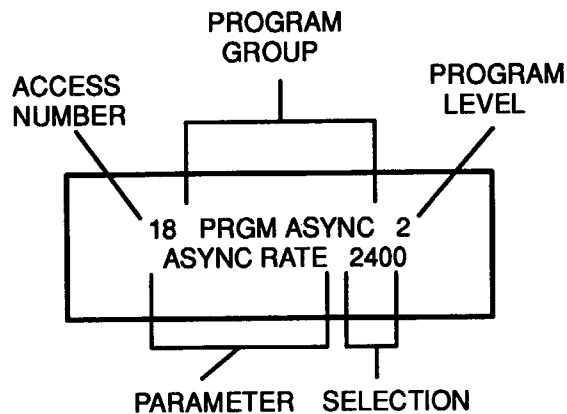 PROGRAM
GROUP
ACCESS
NUMBER
PROGRAM
LEVEL
18 PRGM ASYNC 2
ASYNC RATE 2400
PARAMETER SELECTION